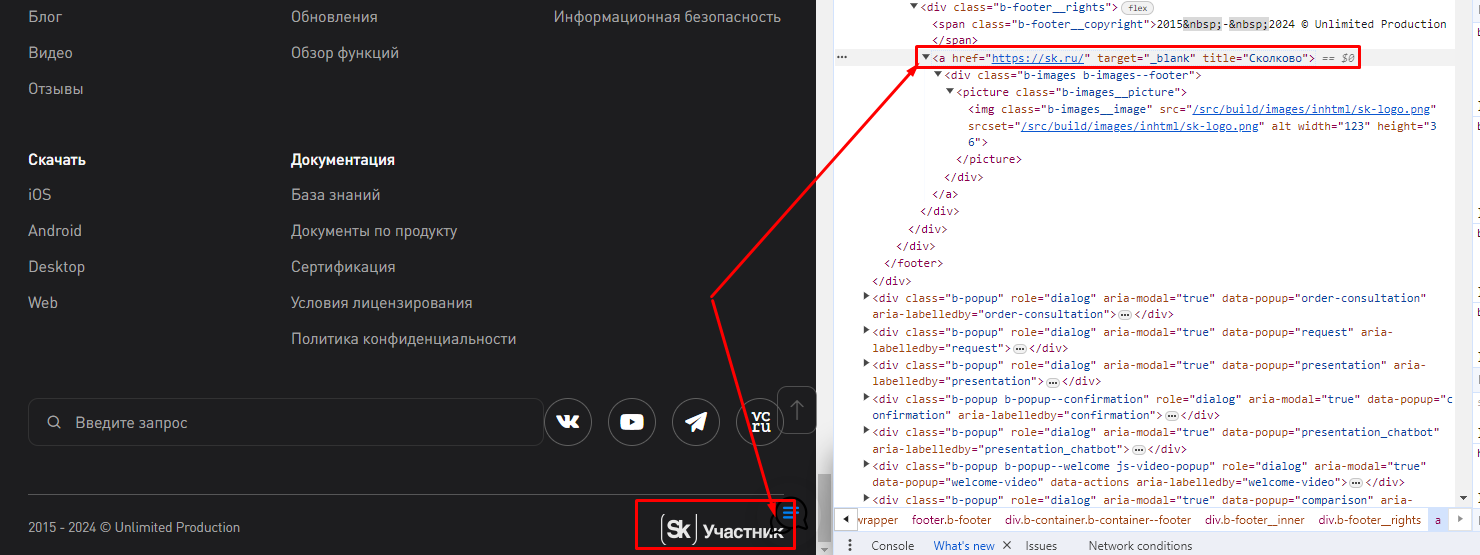 Блог
Обновления
Информационная безопасность
Видео
Обзор функций
Отзывы
Скачать
Документация
iOS
База знаний
Android
Документы по продукту
Desktop
Сертификация
Web
Условия лицензирования
Политика конфиденциальности
Введите запрос
vc
ru
2015 - 2024 © Unlimited Production
Sk Участник
<div class="b-footer__rights"> flex
<span class="b-footer__copyright">2015&nbsp;-&nbsp;2024 © Unlimited Production
</span>
<a href="https://sk.ru/" target="_blank" title="Сколково"> == $0
<div class="b-images b-images--footer">
<picture class="b-images__picture">
<img class="b-images__image" src="/src/build/images/inhtml/sk-logo.png"
srcset="/src/build/images/inhtml/sk-logo.png" alt width="123" height="3
6">
</picture>
</div>
</a>
</div>
</div>
</div>
</footer>
</div>
<div class="b-popup" role="dialog" aria-modal="true" data-popup="order-consultation"
aria-labelledby="order-consultation"> … </div>
<div class="b-popup" role="dialog" aria-modal="true" data-popup="request" aria-
labelledby="request"> … </div>
<div class="b-popup" role="dialog" aria-modal="true" data-popup="presentation" aria-
labelledby="presentation"> … </div>
<div class="b-popup b-popup--confirmation" role="dialog" aria-modal="true" data-popup="c
onfirmation" aria-labelledby="confirmation"> … </div>
<div class="b-popup" role="dialog" aria-modal="true" data-popup="presentation_chatbot"
aria-labelledby="presentation_chatbot"> … </div>
<div class="b-popup b-popup--welcome js-video-popup" role="dialog" aria-modal="true"
data-popup="welcome-video" data-actions aria-labelledby="welcome-video"> … </div>
<div class="b-popup" role="dialog" aria-modal="true" data-popup="comparison" aria-
wrapper footer.b-footer div.b-container.b-container--footer div.b-footer__inner div.b-footer__rights a
Console What's new Issues Network conditions